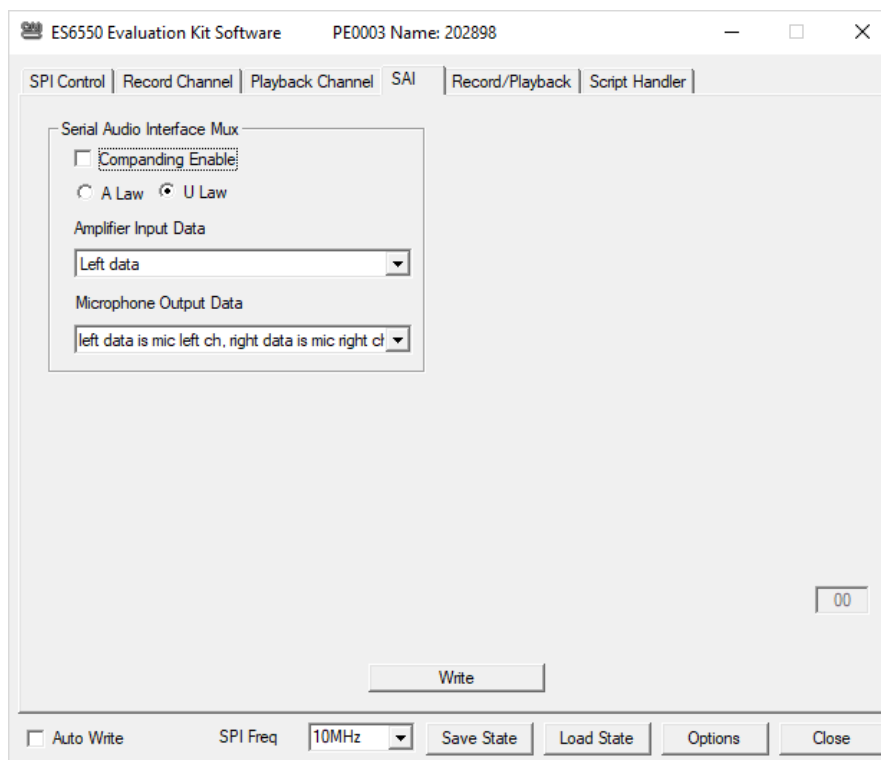 ES6550 Evaluation Kit Software PE0003 Name: 202898
SPI Control Record Channel Playback Channel SAI Record/Playback Script Handler
Serial Audio Interface Mux
Companding Enable
A Law U Law
Amplifier Input Data
Left data
Microphone Output Data
left data is mic left ch, right data is mic right ch
00
Write
Auto Write SPI Freq 10MHz Save State Load State Options Close